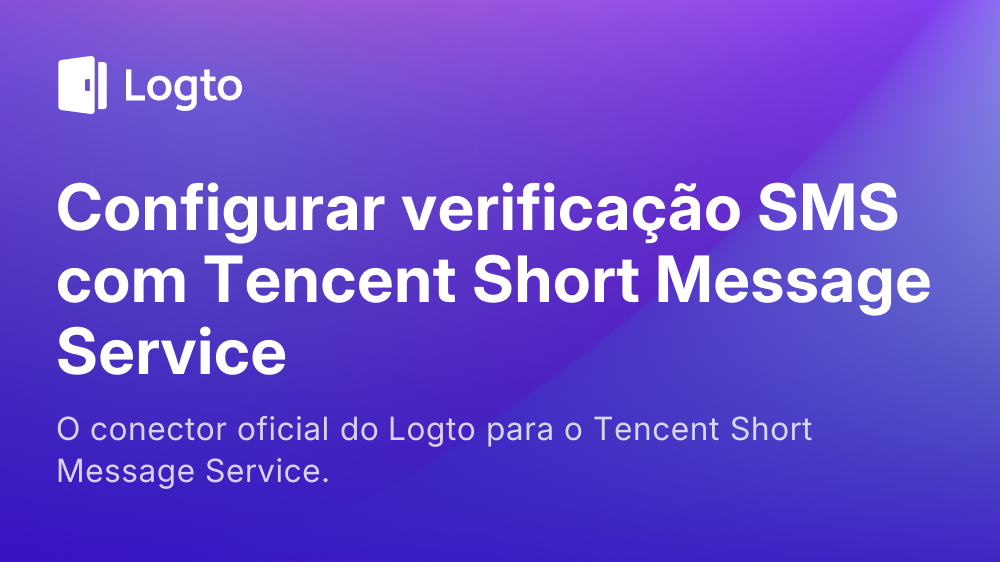 Logto
Configurar verificação SMS
com Tencent Short Message
Service
O conector oficial do Logto para o Tencent Short
Message Service.